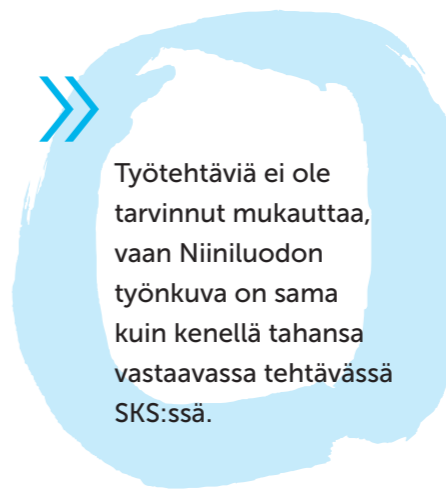 Työtehtäviä ei ole
tarvinnut mukauttaa,
vaan Niiniluodon
työnkuva on sama
kuin kenellä tahansa
vastaavassa tehtävässä
SKS:ssä.